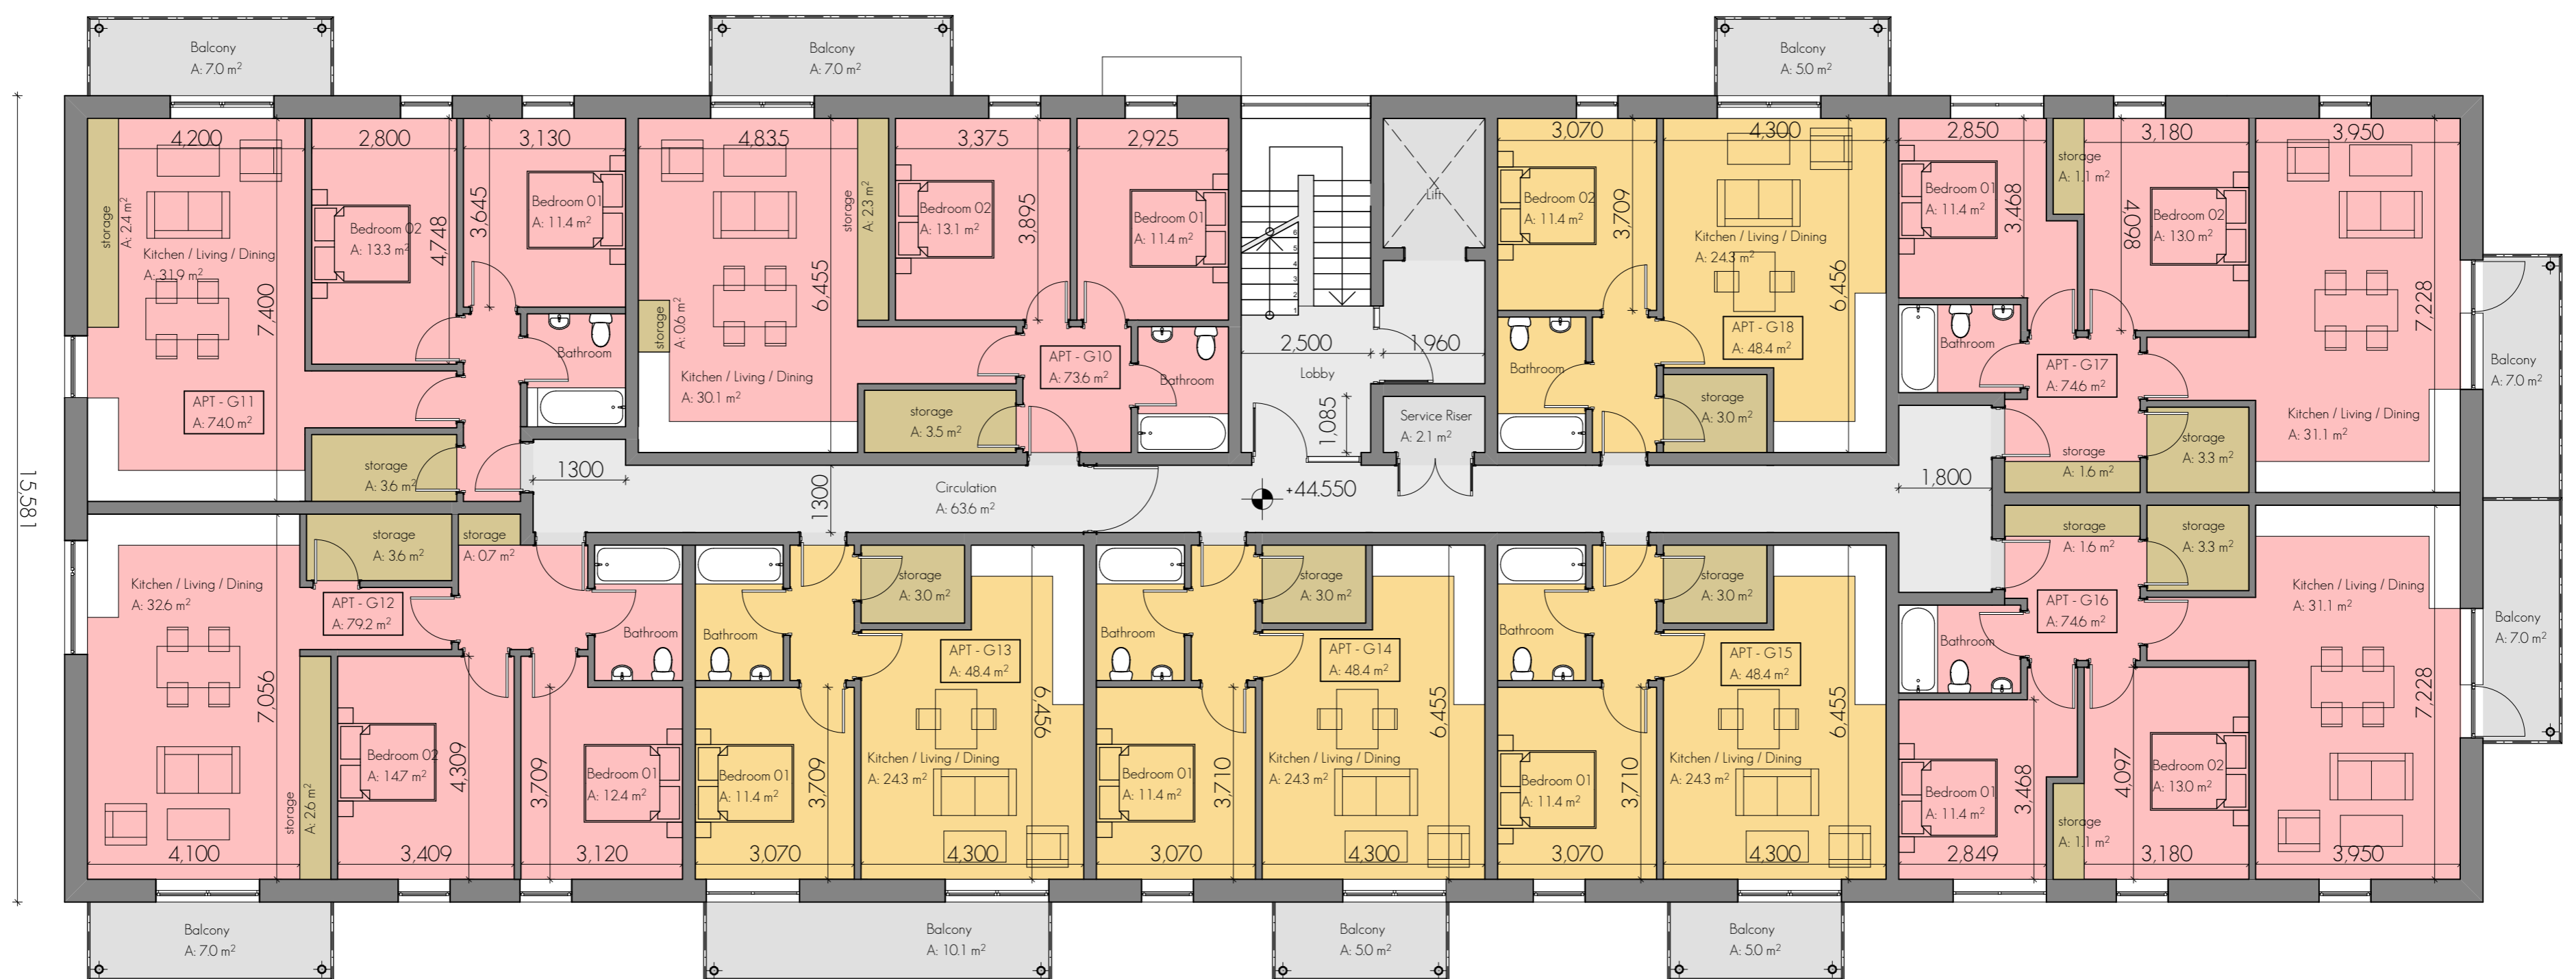 Balcony
A: 7.0 m²
Balcony
A: 7.0 m²
Balcony
A: 5.0 m²
15,581
4,200
2,800
3,130
4,835
3,375
2,925
3,070
4,300
2,850
3,180
3,950
storage
A: 2.4 m²
Kitchen / Living / Dining
A: 31.9 m²
7,400
APT - G11
A: 74.0 m²
Bedroom 02
A: 13.3 m²
4,748
3,645
Bedroom 01
A: 11.4 m²
Bathroom
storage
A: 3.6 m²
storage
A: 2.3 m²
storage
A: 0.6 m²
6,455
Kitchen / Living / Dining
A: 30.1 m²
Bedroom 02
A: 13.1 m²
3,895
Bedroom 01
A: 11.4 m²
APT - G10
A: 73.6 m²
Bathroom
storage
A: 3.5 m²
6
5
4
3
2
1
Lift
2,500
1,960
Lobby
1,085
Service Riser
A: 2.1 m²
Bedroom 02
A: 11.4 m²
3,709
Kitchen / Living / Dining
A: 24.3 m²
6,456
APT - G18
A: 48.4 m²
Bathroom
storage
A: 3.0 m²
Bedroom 01
A: 11.4 m²
3,468
storage
A: 1.1 m²
4,098
Bedroom 02
A: 13.0 m²
Bathroom
APT - G17
A: 74.6 m²
7,228
Kitchen / Living / Dining
A: 31.1 m²
storage
A: 1.6 m²
storage
A: 3.3 m²
Balcony
A: 7.0 m²
1300
1300
Circulation
A: 63.6 m²
+44.550
1,800
Kitchen / Living / Dining
A: 32.6 m²
storage
A: 3.6 m²
storage
A: 0.7 m²
APT - G12
A: 79.2 m²
Bathroom
7,056
storage
A: 2.6 m²
Bedroom 02
A: 14.7 m²
4,309
3,709
Bedroom 01
A: 12.4 m²
4,100
3,409
3,120
Bathroom
storage
A: 3.0 m²
APT - G13
A: 48.4 m²
6,456
Bedroom 01
A: 11.4 m²
3,709
Kitchen / Living / Dining
A: 24.3 m²
3,070
4,300
Bathroom
storage
A: 3.0 m²
APT - G14
A: 48.4 m²
6,455
Bedroom 01
A: 11.4 m²
3,710
Kitchen / Living / Dining
A: 24.3 m²
3,070
4,300
Bathroom
storage
A: 3.0 m²
APT - G15
A: 48.4 m²
6,455
Bedroom 01
A: 11.4 m²
3,710
Kitchen / Living / Dining
A: 24.3 m²
3,070
4,300
storage
A: 1.6 m²
storage
A: 3.3 m²
APT - G16
A: 74.6 m²
Bathroom
Kitchen / Living / Dining
A: 31.1 m²
7,228
Bedroom 01
A: 11.4 m²
3,468
storage
A: 1.1 m²
4,097
Bedroom 02
A: 13.0 m²
2,849
3,180
3,950
Balcony
A: 7.0 m²
Balcony
A: 7.0 m²
Balcony
A: 10.1 m²
Balcony
A: 5.0 m²
Balcony
A: 5.0 m²